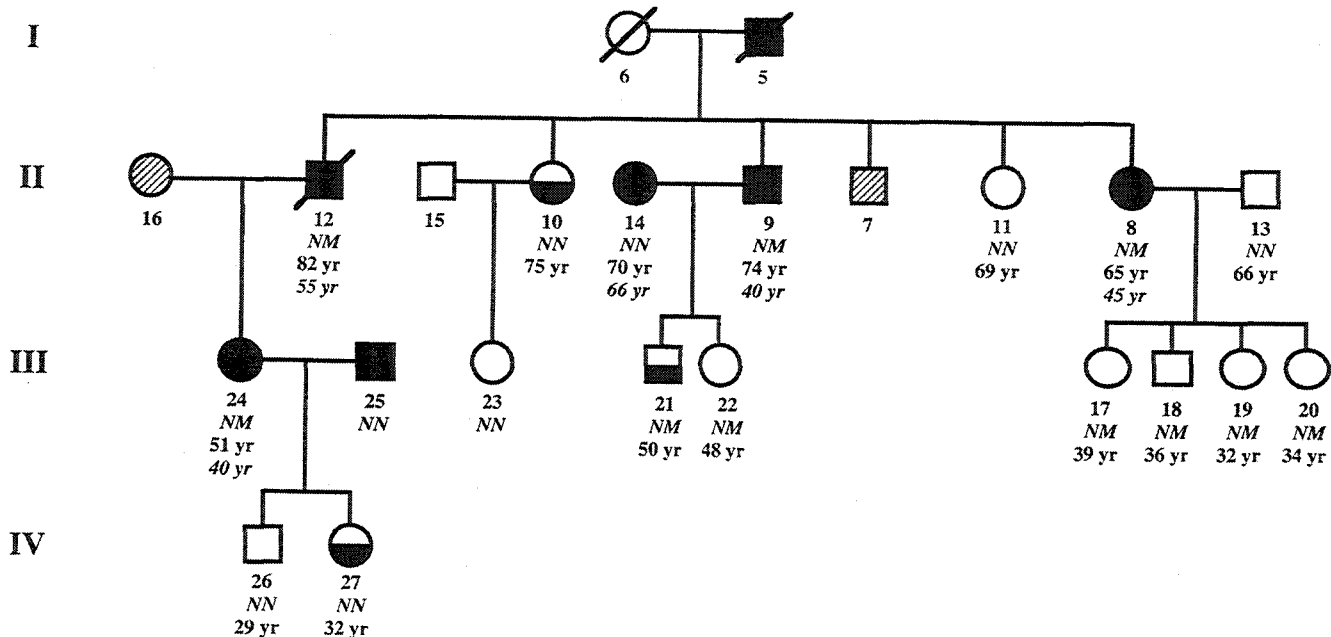 I
6 5
II
16 12 15 10 14 9 7 11 8 13
NM NN NN NM NN NM NN
82 yr 75 yr 70 yr 74 yr 69 yr 65 yr 66 yr
55 yr 66 yr 40 yr 45 yr
III
24 25 23 21 22 17 18 19 20
NM NN NN NM NM NM NM NM NM
51 yr 50 yr 48 yr 39 yr 36 yr 32 yr 34 yr
40 yr
IV
26 27
NN NN
29 yr 32 yr